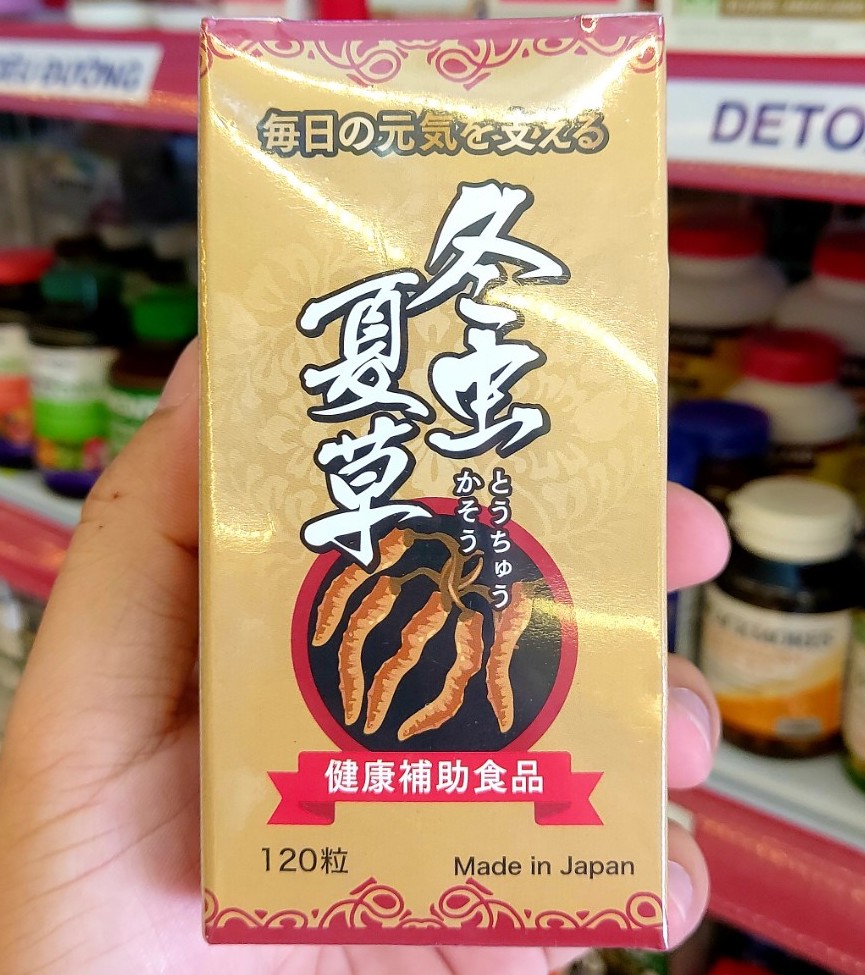 毎日の元気を支える
冬虫
夏草
とうちゅう
かそう
健康補助食品
120粒
Made in Japan
DETO